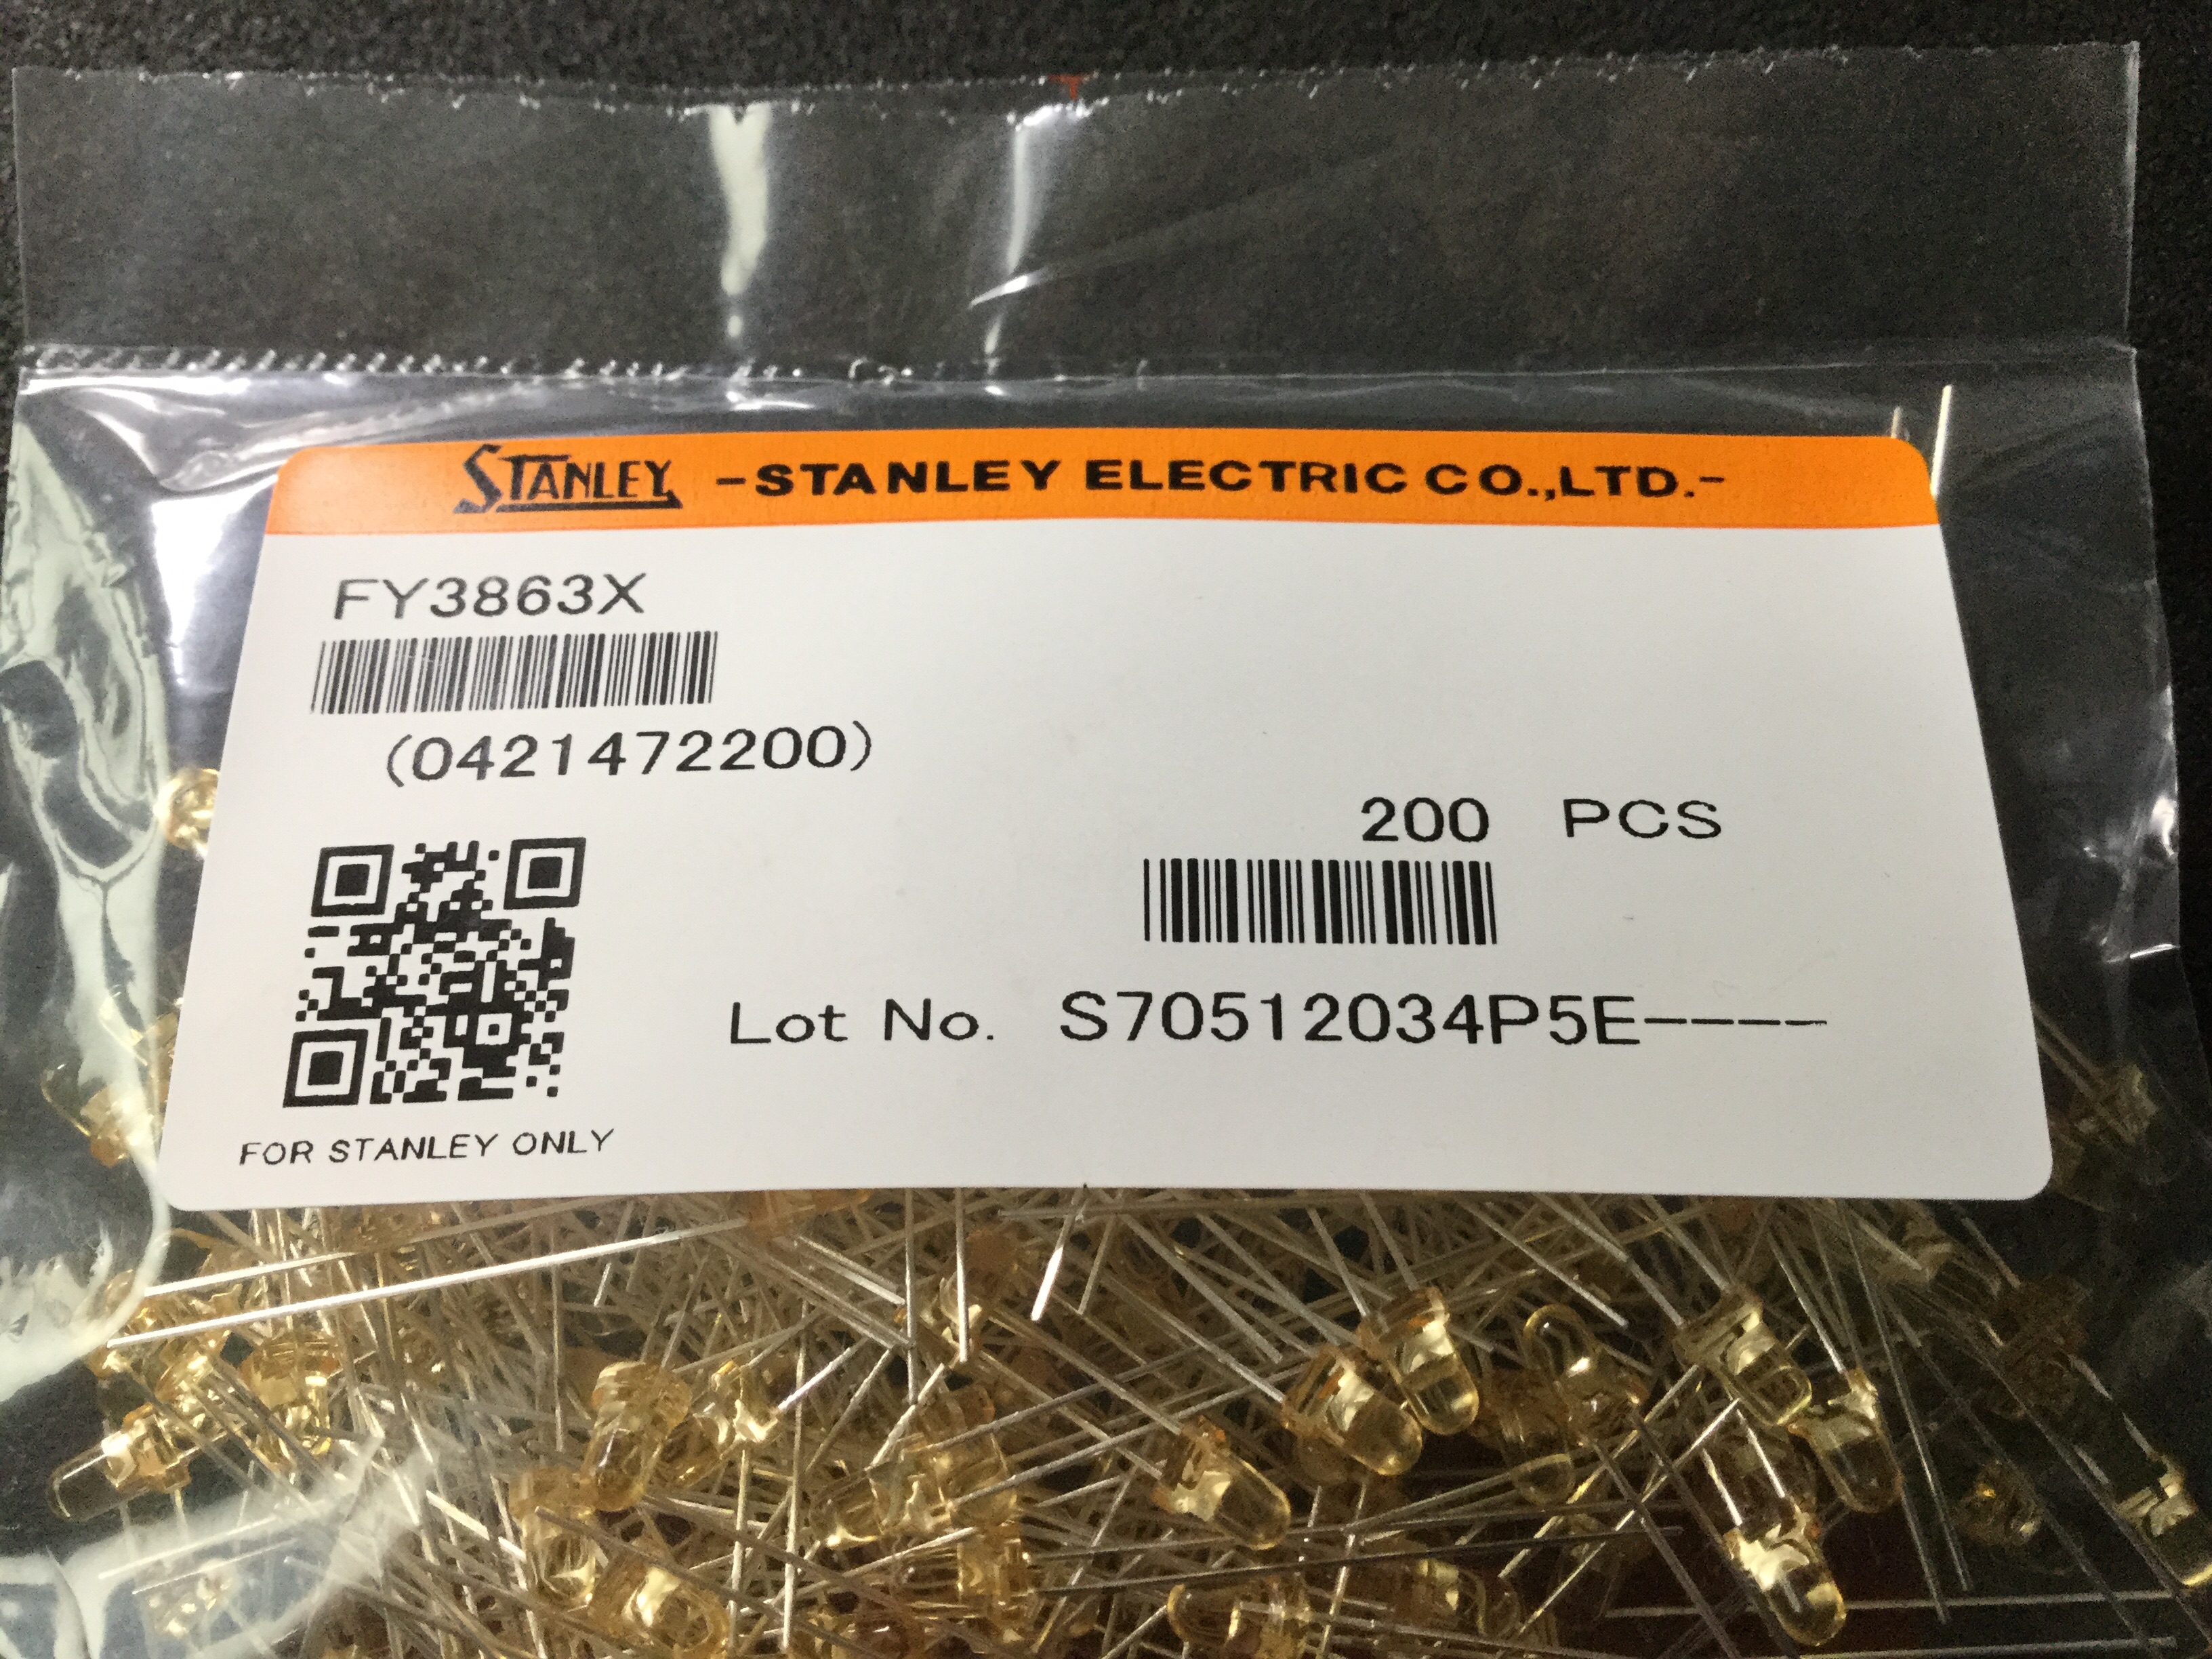 STANLEY -STANLEY ELECTRIC CO.,LTD.-
FY3863X
(0421472200)
200 PCS
Lot No. S70512034P5E----
FOR STANLEY ONLY